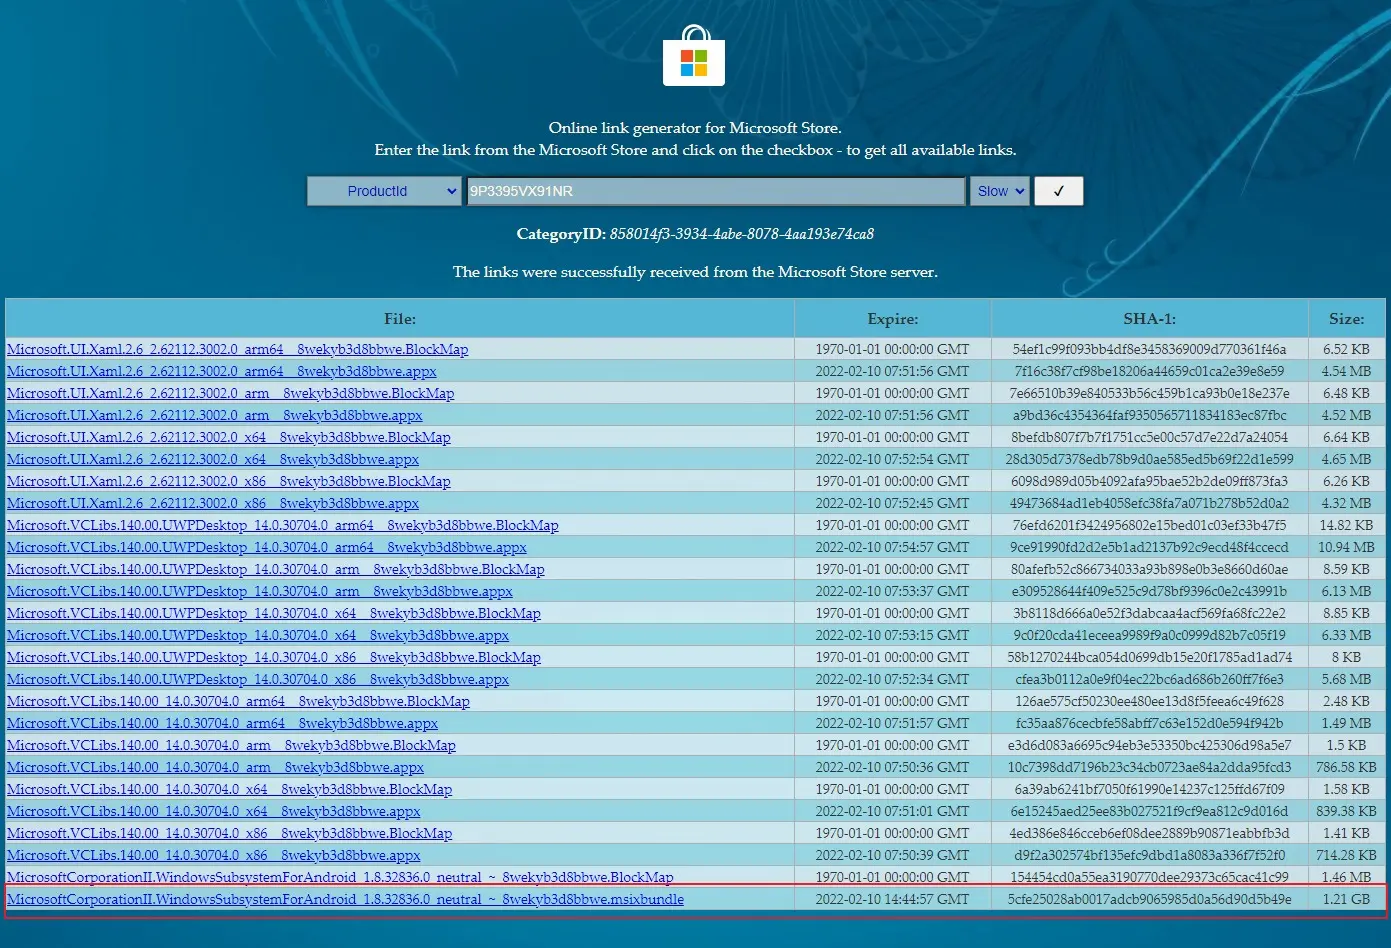 Online link generator for Microsoft Store.
Enter the link from the Microsoft Store and click on the checkbox - to get all available links.
ProductId 9P3395VX91NR Slow ✓
CategoryID: 858014f3-3934-4abe-8078-4aa193e74ca8
The links were successfully received from the Microsoft Store server.
File: Expire: SHA-1: Size:
Microsoft.UI.Xaml.2.6_2.62112.3002.0_arm64__8wekyb3d8bbwe.BlockMap 1970-01-01 00:00:00 GMT 54ef1c99f093bb4df8e3458369009d770361f46a 6.52 KB
Microsoft.UI.Xaml.2.6_2.62112.3002.0_arm64__8wekyb3d8bbwe.appx 2022-02-10 07:51:56 GMT 7f16c38f7cf98be18206a44659c01ca2e39e8e59 4.54 MB
Microsoft.UI.Xaml.2.6_2.62112.3002.0_arm__8wekyb3d8bbwe.BlockMap 1970-01-01 00:00:00 GMT 7e66510b39e840533b56c459b1ca93b0e18e237e 6.48 KB
Microsoft.UI.Xaml.2.6_2.62112.3002.0_arm__8wekyb3d8bbwe.appx 2022-02-10 07:51:56 GMT a9bd36c4354364faf9350565711834183ec87fbc 4.52 MB
Microsoft.UI.Xaml.2.6_2.62112.3002.0_x64__8wekyb3d8bbwe.BlockMap 1970-01-01 00:00:00 GMT 8befdb807f7b7f1751cc5e00c57d7e22d7a24054 6.64 KB
Microsoft.UI.Xaml.2.6_2.62112.3002.0_x64__8wekyb3d8bbwe.appx 2022-02-10 07:52:54 GMT 28d305d7378edb78b9d0ae585ed5b69f22d1e599 4.65 MB
Microsoft.UI.Xaml.2.6_2.62112.3002.0_x86__8wekyb3d8bbwe.BlockMap 1970-01-01 00:00:00 GMT 6098d989d05b4092afa95bae52b2de09ff873fa3 6.26 KB
Microsoft.UI.Xaml.2.6_2.62112.3002.0_x86__8wekyb3d8bbwe.appx 2022-02-10 07:52:45 GMT 49473684ad1eb4058efc38fa7a071b278b52d0a2 4.32 MB
Microsoft.VCLibs.140.00.UWPDesktop_14.0.30704.0_arm64__8wekyb3d8bbwe.BlockMap 1970-01-01 00:00:00 GMT 76efd6201f3424956802e15bed01c03ef33b47f5 14.82 KB
Microsoft.VCLibs.140.00.UWPDesktop_14.0.30704.0_arm64__8wekyb3d8bbwe.appx 2022-02-10 07:54:57 GMT 9ce91990fd2d2e5b1ad2137b92c9ecd48f4ccecd 10.94 MB
Microsoft.VCLibs.140.00.UWPDesktop_14.0.30704.0_arm__8wekyb3d8bbwe.BlockMap 1970-01-01 00:00:00 GMT 80afefb52c866734033a93b898e0b3e8660d60ae 8.59 KB
Microsoft.VCLibs.140.00.UWPDesktop_14.0.30704.0_arm__8wekyb3d8bbwe.appx 2022-02-10 07:53:37 GMT e309528644f409e525c9d78bf9396c0e2c43991b 6.13 MB
Microsoft.VCLibs.140.00.UWPDesktop_14.0.30704.0_x64__8wekyb3d8bbwe.BlockMap 1970-01-01 00:00:00 GMT 3b8118d666a0e52f3dabcaa4acf569fa68fc22e2 8.85 KB
Microsoft.VCLibs.140.00.UWPDesktop_14.0.30704.0_x64__8wekyb3d8bbwe.appx 2022-02-10 07:53:15 GMT 9c0f20cda41eceea9989f9a0c0999d82b7c05f19 6.33 MB
Microsoft.VCLibs.140.00.UWPDesktop_14.0.30704.0_x86__8wekyb3d8bbwe.BlockMap 1970-01-01 00:00:00 GMT 58b1270244bca054d0699db15e20f1785ad1ad74 8 KB
Microsoft.VCLibs.140.00.UWPDesktop_14.0.30704.0_x86__8wekyb3d8bbwe.appx 2022-02-10 07:52:34 GMT cfea3b0112a0e9f04ec22bc6ad686b260ff7f6e3 5.68 MB
Microsoft.VCLibs.140.00_14.0.30704.0_arm64__8wekyb3d8bbwe.BlockMap 1970-01-01 00:00:00 GMT 126ae575cf50230ee480ee13d8f5feea6c49f628 2.48 KB
Microsoft.VCLibs.140.00_14.0.30704.0_arm64__8wekyb3d8bbwe.appx 2022-02-10 07:51:57 GMT fc35aa876cecbfe58abff7c63e152d0e594f942b 1.49 MB
Microsoft.VCLibs.140.00_14.0.30704.0_arm__8wekyb3d8bbwe.BlockMap 1970-01-01 00:00:00 GMT e3d6d083a6695c94eb3e53350bc425306d98a5e7 1.5 KB
Microsoft.VCLibs.140.00_14.0.30704.0_arm__8wekyb3d8bbwe.appx 2022-02-10 07:50:36 GMT 10c7398dd7196b23c34cb0723ae84a2dda95fcd3 786.58 KB
Microsoft.VCLibs.140.00_14.0.30704.0_x64__8wekyb3d8bbwe.BlockMap 1970-01-01 00:00:00 GMT 6a39ab6241bf7050f61990e14237c125ffd67f09 1.58 KB
Microsoft.VCLibs.140.00_14.0.30704.0_x64__8wekyb3d8bbwe.appx 2022-02-10 07:51:01 GMT 6e15245aed25ee83b027521f9cf9ea812c9d016d 839.38 KB
Microsoft.VCLibs.140.00_14.0.30704.0_x86__8wekyb3d8bbwe.BlockMap 1970-01-01 00:00:00 GMT 4ed386e846cceb6ef08dee2889b90871eabbfb3d 1.41 KB
Microsoft.VCLibs.140.00_14.0.30704.0_x86__8wekyb3d8bbwe.appx 2022-02-10 07:50:39 GMT d9f2a302574bf135efc9dbd1a8083a336f7f52f0 714.28 KB
MicrosoftCorporationII.WindowsSubsystemForAndroid_1.8.32836.0_neutral_~_8wekyb3d8bbwe.BlockMap 1970-01-01 00:00:00 GMT 154454cd0a55ea3190770dee29373c65cac41c99 1.46 MB
MicrosoftCorporationII.WindowsSubsystemForAndroid_1.8.32836.0_neutral_~_8wekyb3d8bbwe.msixbundle 2022-02-10 14:44:57 GMT 5cfe25028ab0017adcb9065985d0a56d90d5b49e 1.21 GB